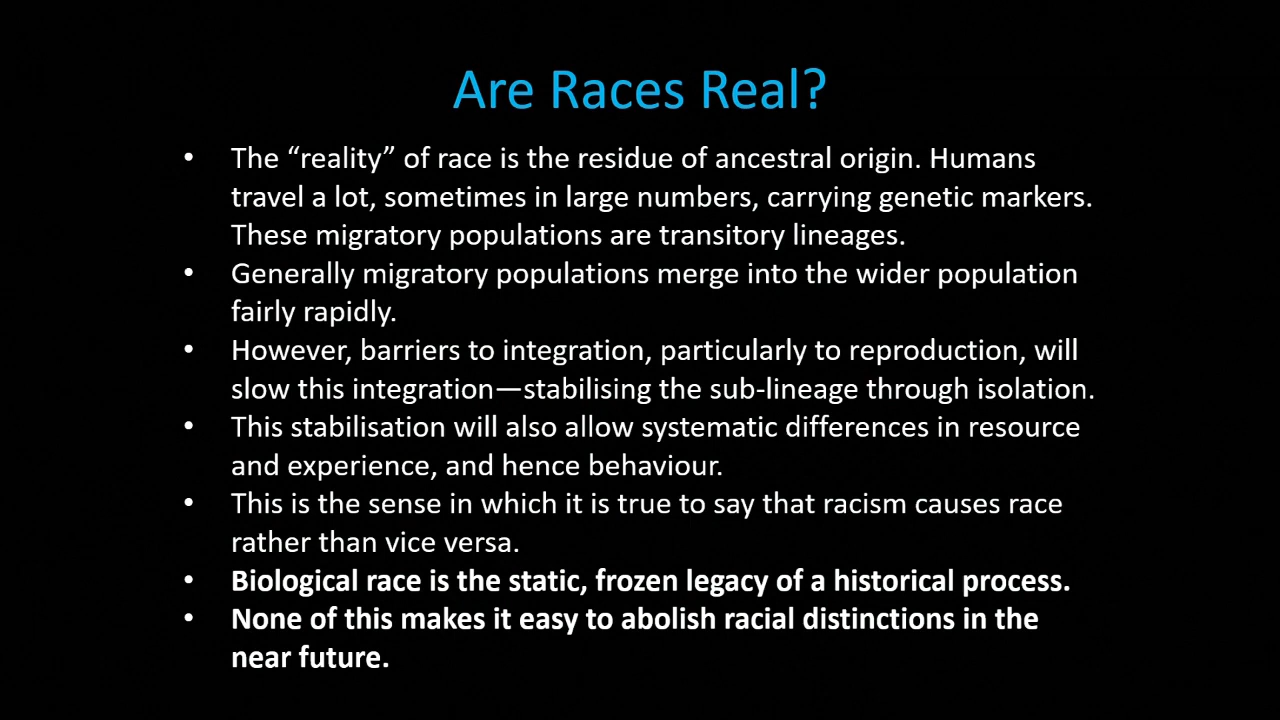 Are Races Real?
• The “reality” of race is the residue of ancestral origin. Humans
travel a lot, sometimes in large numbers, carrying genetic markers.
These migratory populations are transitory lineages.
• Generally migratory populations merge into the wider population
fairly rapidly.
• However, barriers to integration, particularly to reproduction, will
slow this integration—stabilising the sub-lineage through isolation.
• This stabilisation will also allow systematic differences in resource
and experience, and hence behaviour.
• This is the sense in which it is true to say that racism causes race
rather than vice versa.
• Biological race is the static, frozen legacy of a historical process.
• None of this makes it easy to abolish racial distinctions in the
near future.